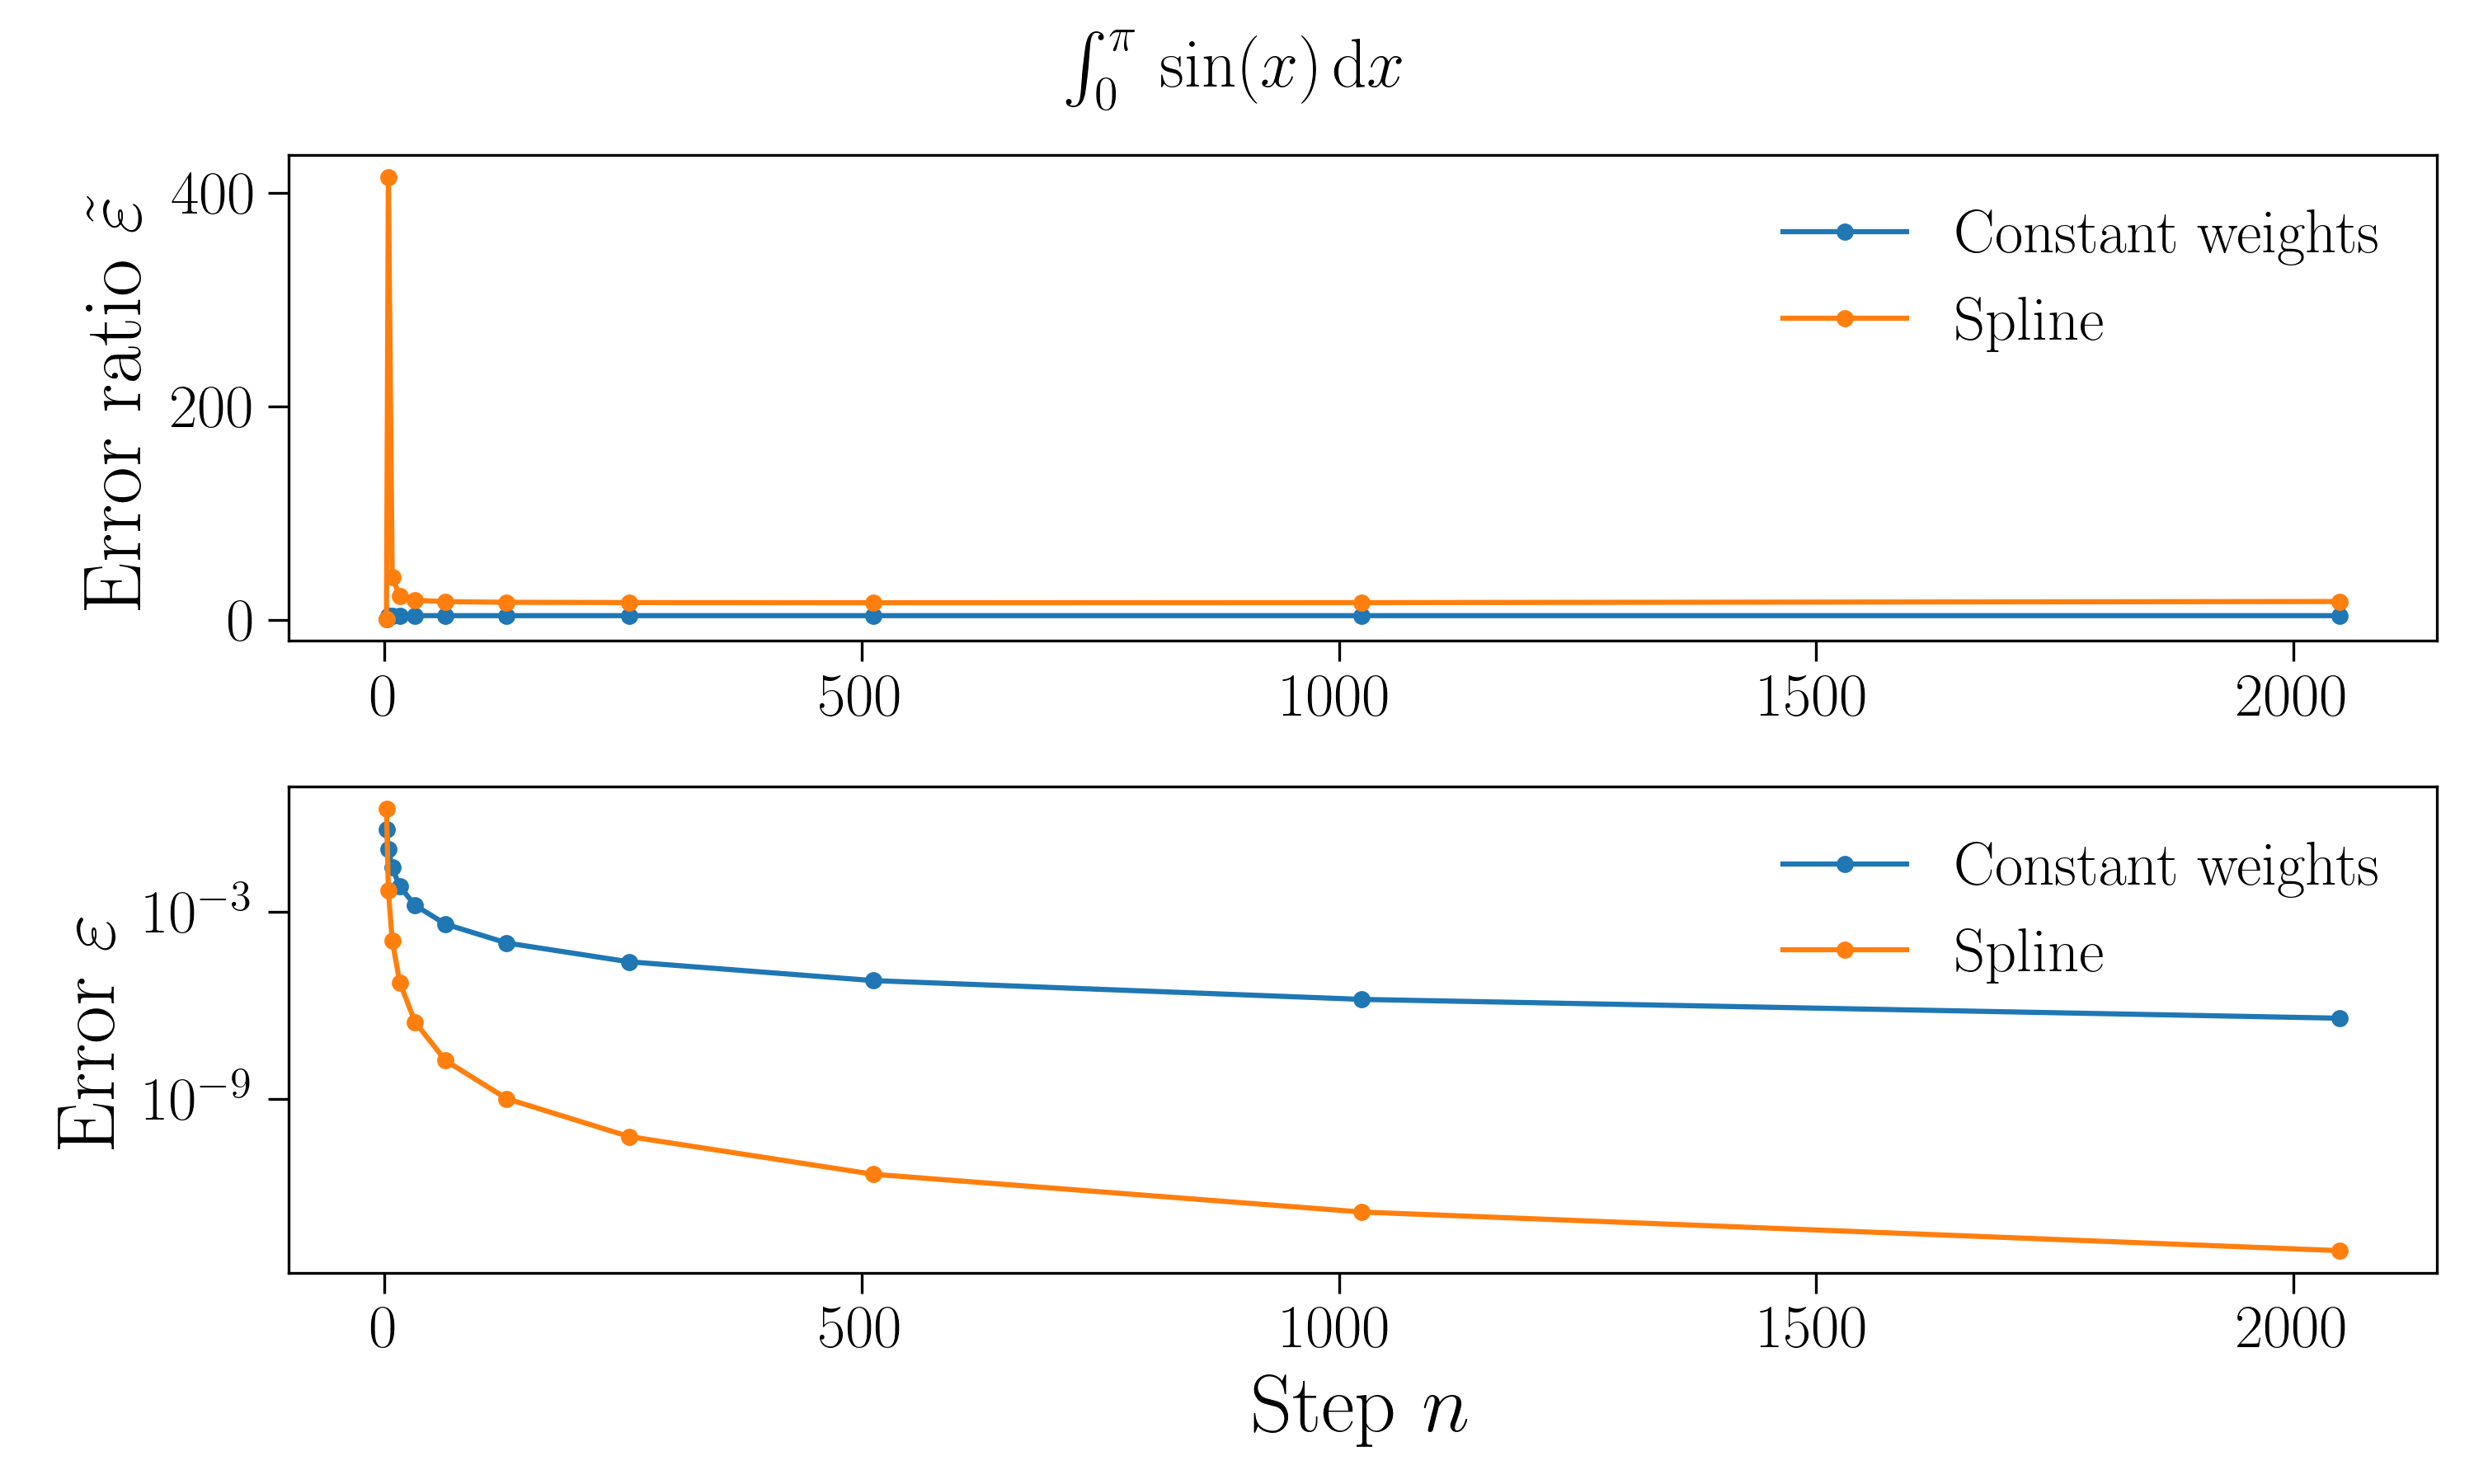 ∫₀^π sin(x) dx
Error ratio ε̃
400
200
0
Constant weights
Spline
0 500 1000 1500 2000
Error ε
10⁻³
10⁻⁹
Constant weights
Spline
0 500 1000 1500 2000
Step n